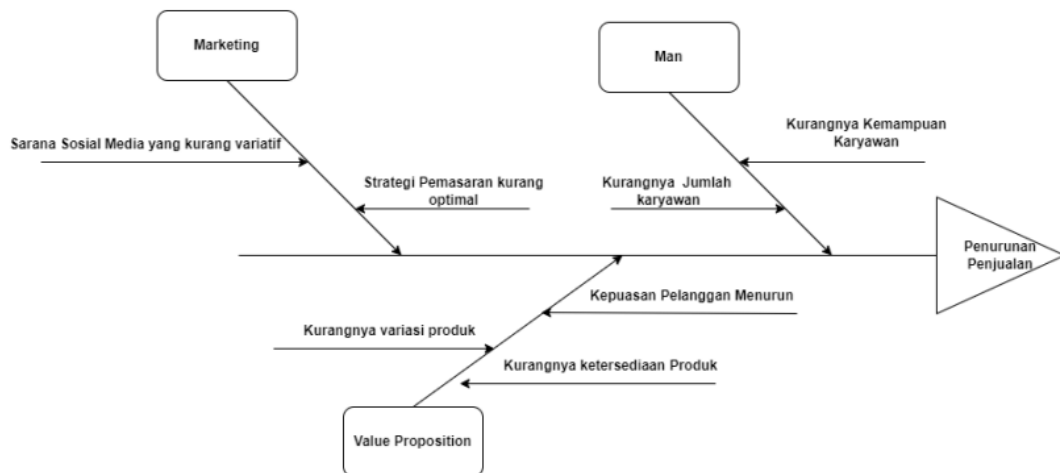 Marketing
Man
Sarana Sosial Media yang kurang variatif
Kurangnya Kemampuan
Karyawan
Strategi Pemasaran kurang
optimal
Kurangnya Jumlah
karyawan
Penurunan
Penjualan
Kepuasan Pelanggan Menurun
Kurangnya variasi produk
Kurangnya ketersediaan Produk
Value Proposition